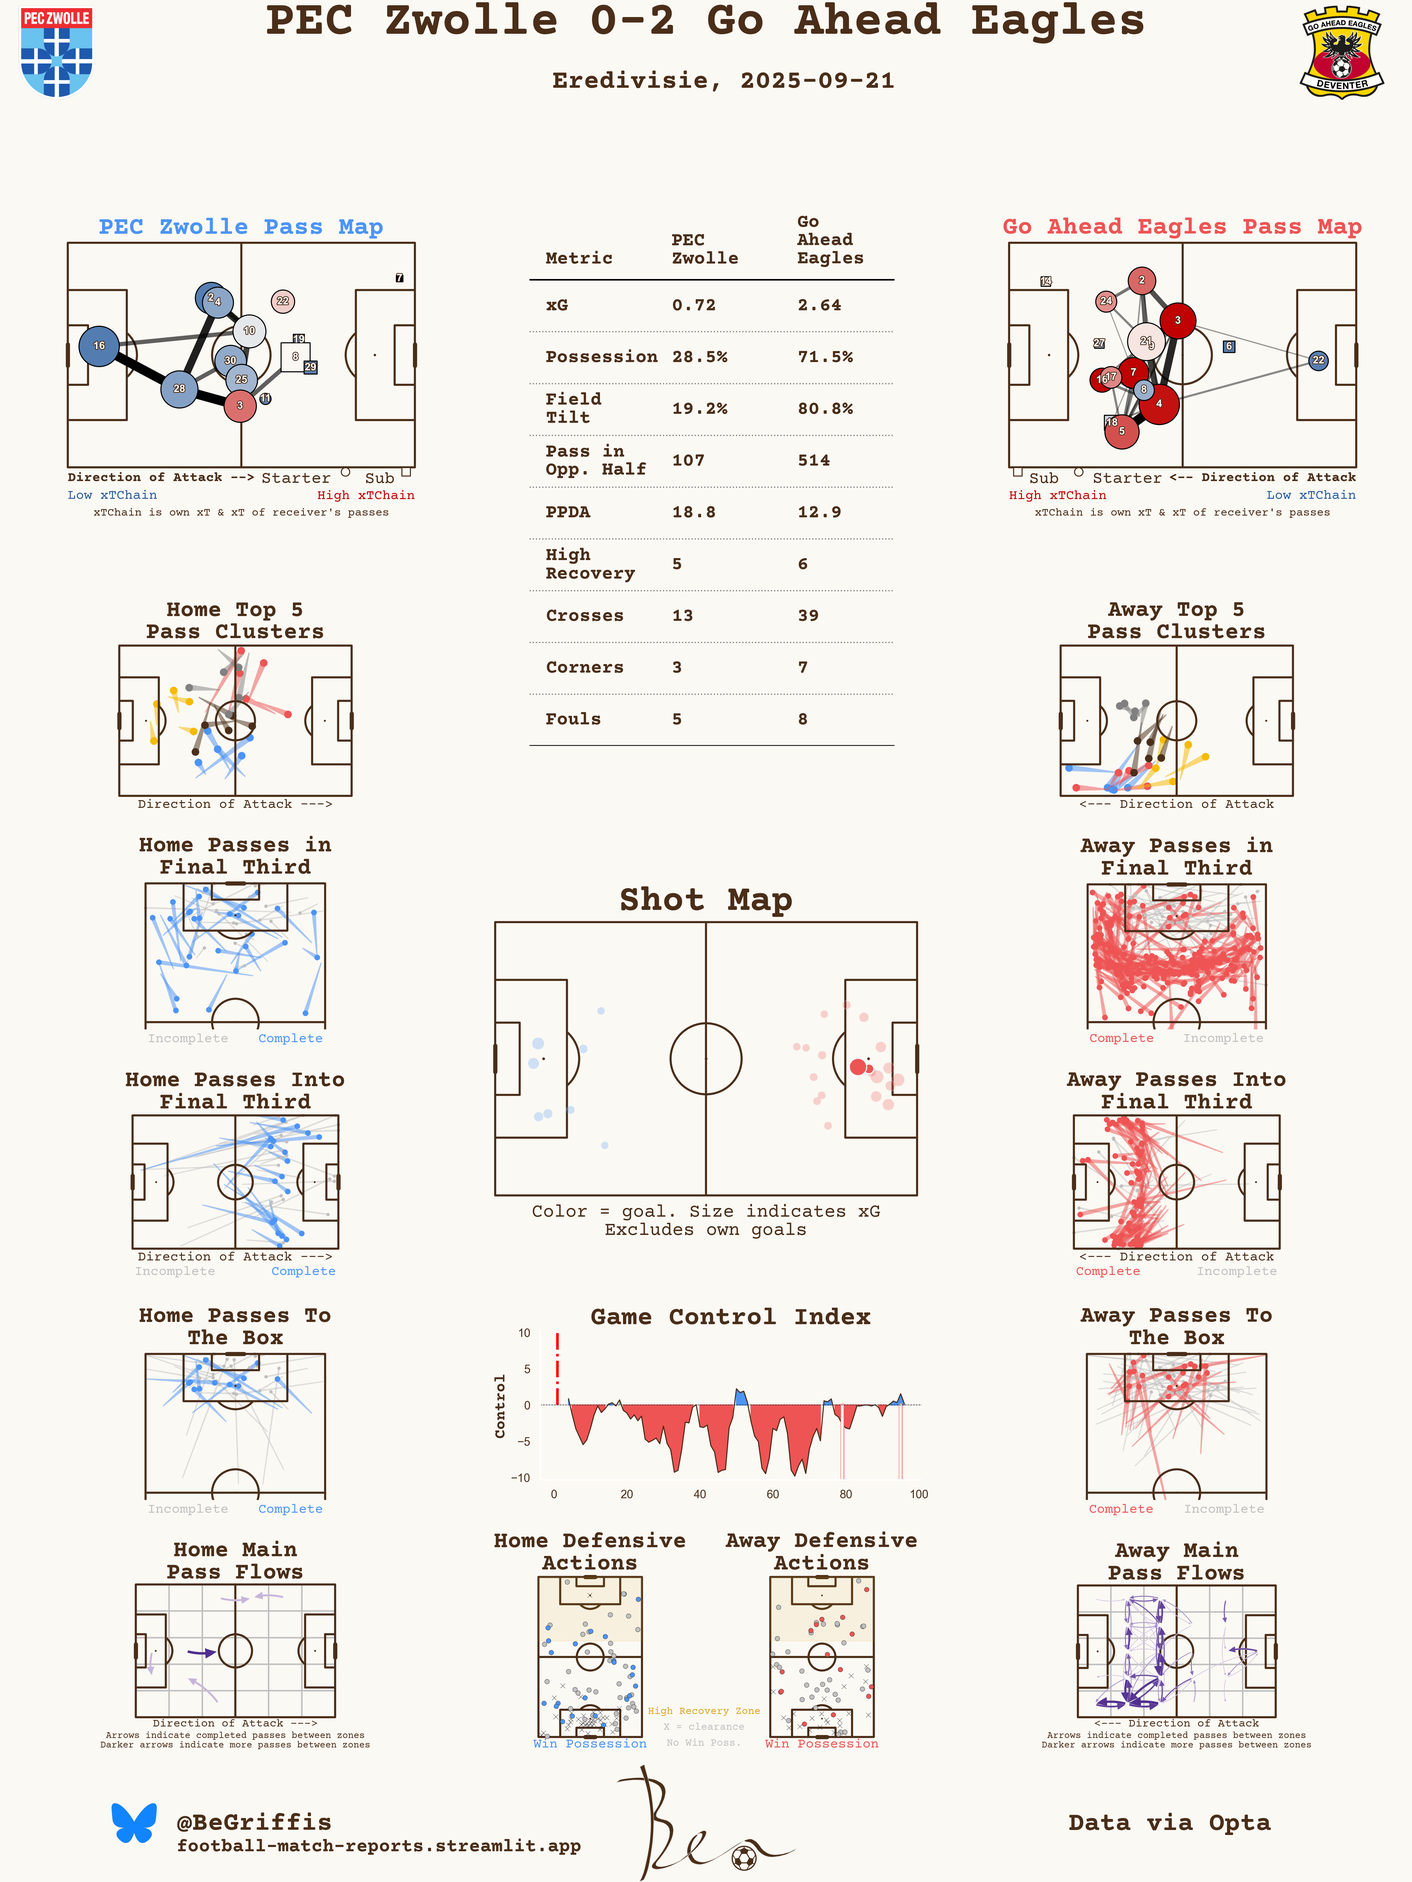 PEC Zwolle 0-2 Go Ahead Eagles
Eredivisie, 2025-09-21
PEC ZWOLLE
GO AHEAD EAGLES
DEVENTER
PEC Zwolle Pass Map
7
2
4
22
10
19
16
30
8
29
28
25
11
3
Direction of Attack --> Starter Sub
Low xTChain High xTChain
xTChain is own xT & xT of receiver's passes
Metric PEC Zwolle Go Ahead Eagles
xG 0.72 2.64
Possession 28.5% 71.5%
Field Tilt 19.2% 80.8%
Pass in Opp. Half 107 514
PPDA 18.8 12.9
High Recovery 5 6
Crosses 13 39
Corners 3 7
Fouls 5 8
Go Ahead Eagles Pass Map
14
2
24
3
27
21
9
6
22
16
17
7
8
4
18
5
Sub Starter <-- Direction of Attack
High xTChain Low xTChain
xTChain is own xT & xT of receiver's passes
Home Top 5
Pass Clusters
Direction of Attack --->
Away Top 5
Pass Clusters
<--- Direction of Attack
Home Passes in
Final Third
Incomplete Complete
Shot Map
Color = goal. Size indicates xG
Excludes own goals
Away Passes in
Final Third
Complete Incomplete
Home Passes Into
Final Third
Direction of Attack --->
Incomplete Complete
Away Passes Into
Final Third
<--- Direction of Attack
Complete Incomplete
Home Passes To
The Box
Incomplete Complete
Game Control Index
Control
10
5
0
−5
−10
0 20 40 60 80 100
Away Passes To
The Box
Complete Incomplete
Home Main
Pass Flows
Direction of Attack --->
Arrows indicate completed passes between zones
Darker arrows indicate more passes between zones
Home Defensive
Actions
Win Possession
High Recovery Zone
X = clearance
No Win Poss.
Away Defensive
Actions
Win Possession
Away Main
Pass Flows
<--- Direction of Attack
Arrows indicate completed passes between zones
Darker arrows indicate more passes between zones
@BeGriffis
football-match-reports.streamlit.app
Ben
Data via Opta